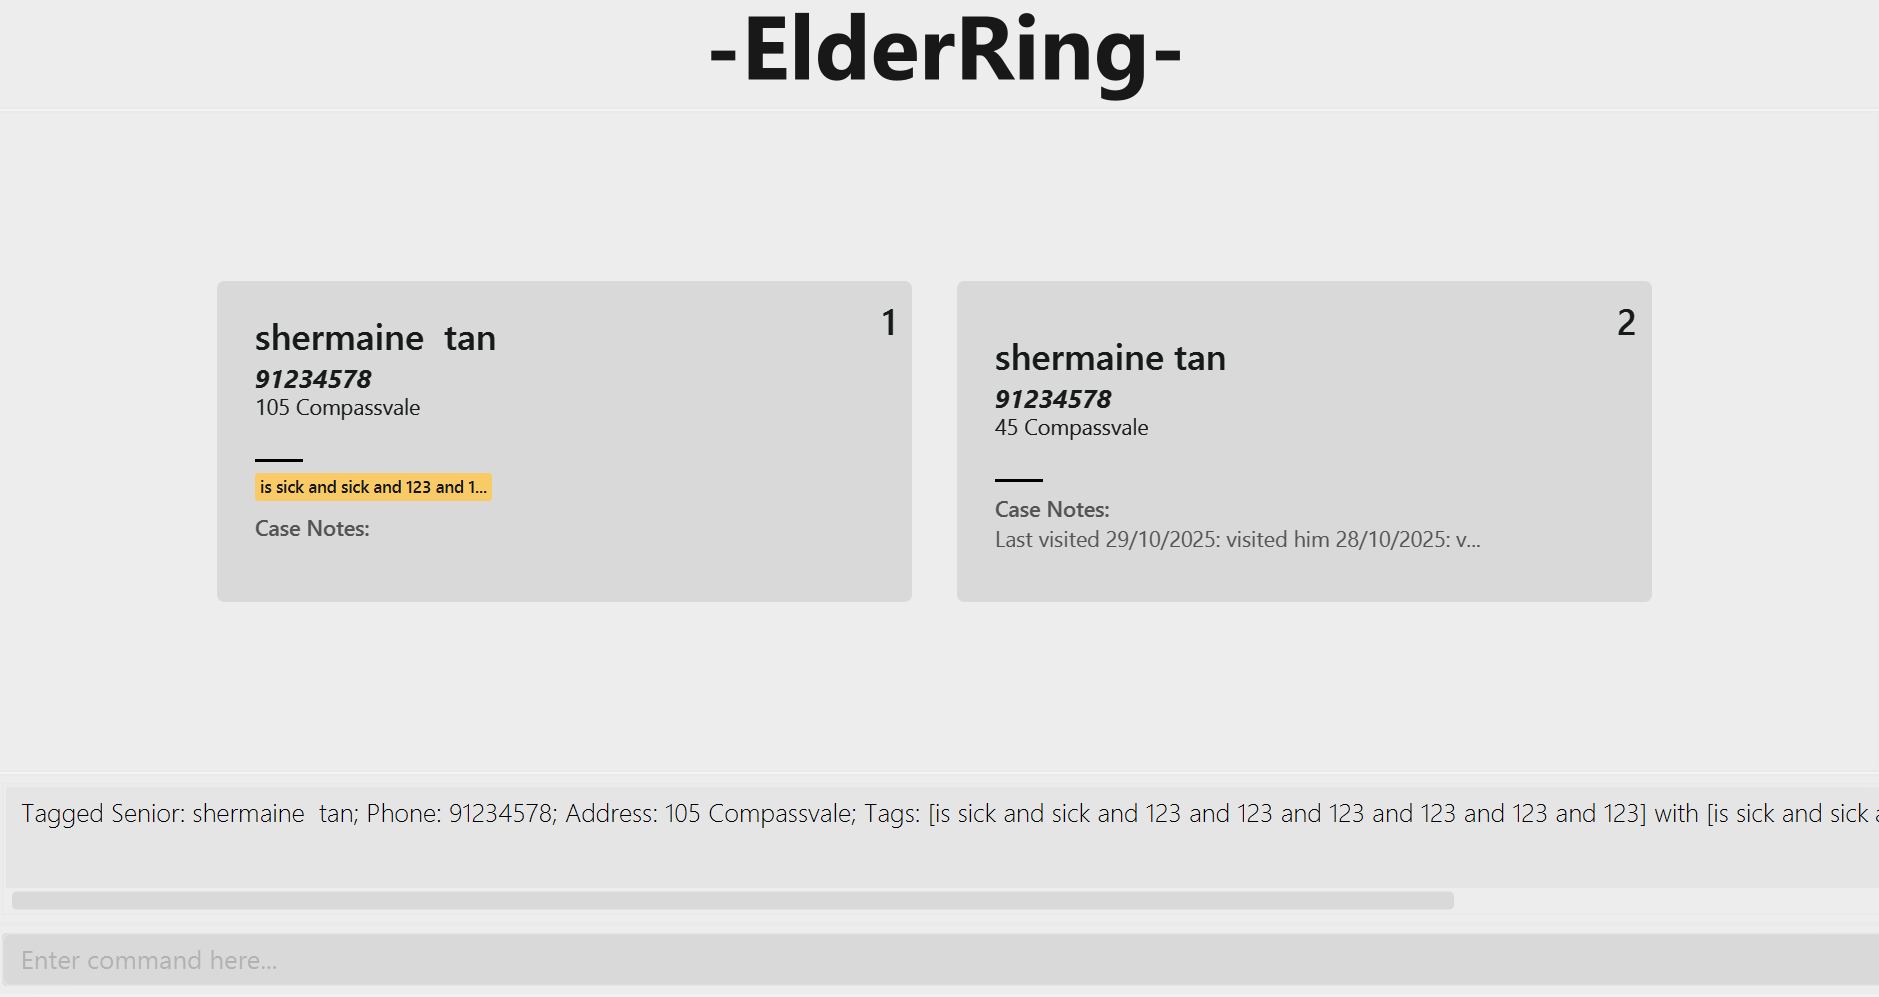 -ElderRing-
1
shermaine  tan
91234578
105 Compassvale
is sick and sick and 123 and 1...
Case Notes:
2
shermaine tan
91234578
45 Compassvale
Case Notes:
Last visited 29/10/2025: visited him 28/10/2025: v...
Tagged Senior: shermaine  tan; Phone: 91234578; Address: 105 Compassvale; Tags: [is sick and sick and 123 and 123 and 123 and 123 and 123 and 123] with [is sick and sick a
Enter command here...